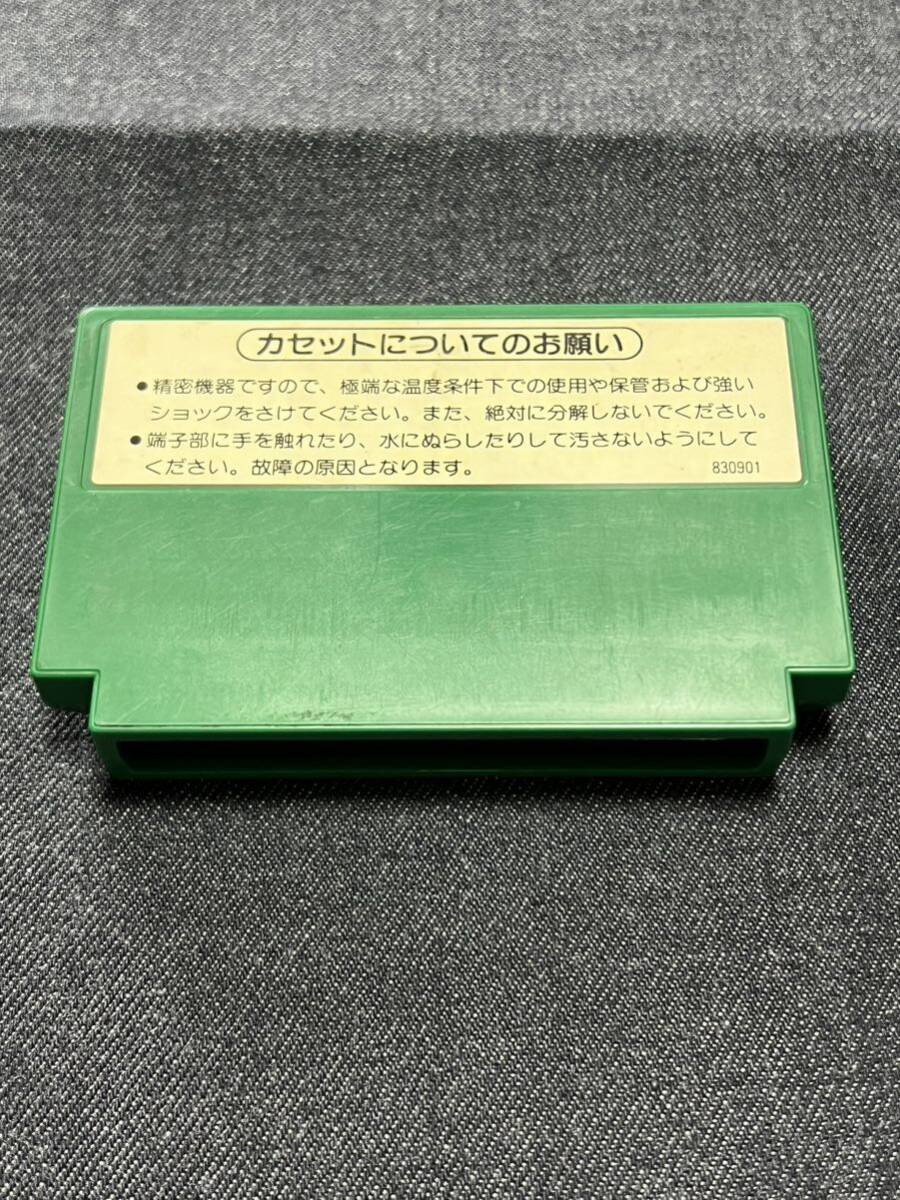 カセットについてのお願い
●精密機器ですので、極端な温度条件下での使用や保管および強い
ショックをさけてください。また、絶対に分解しないでください。
●端子部に手を触れたり、水にぬらしたりして汚さないようにして
ください。故障の原因となります。 830901